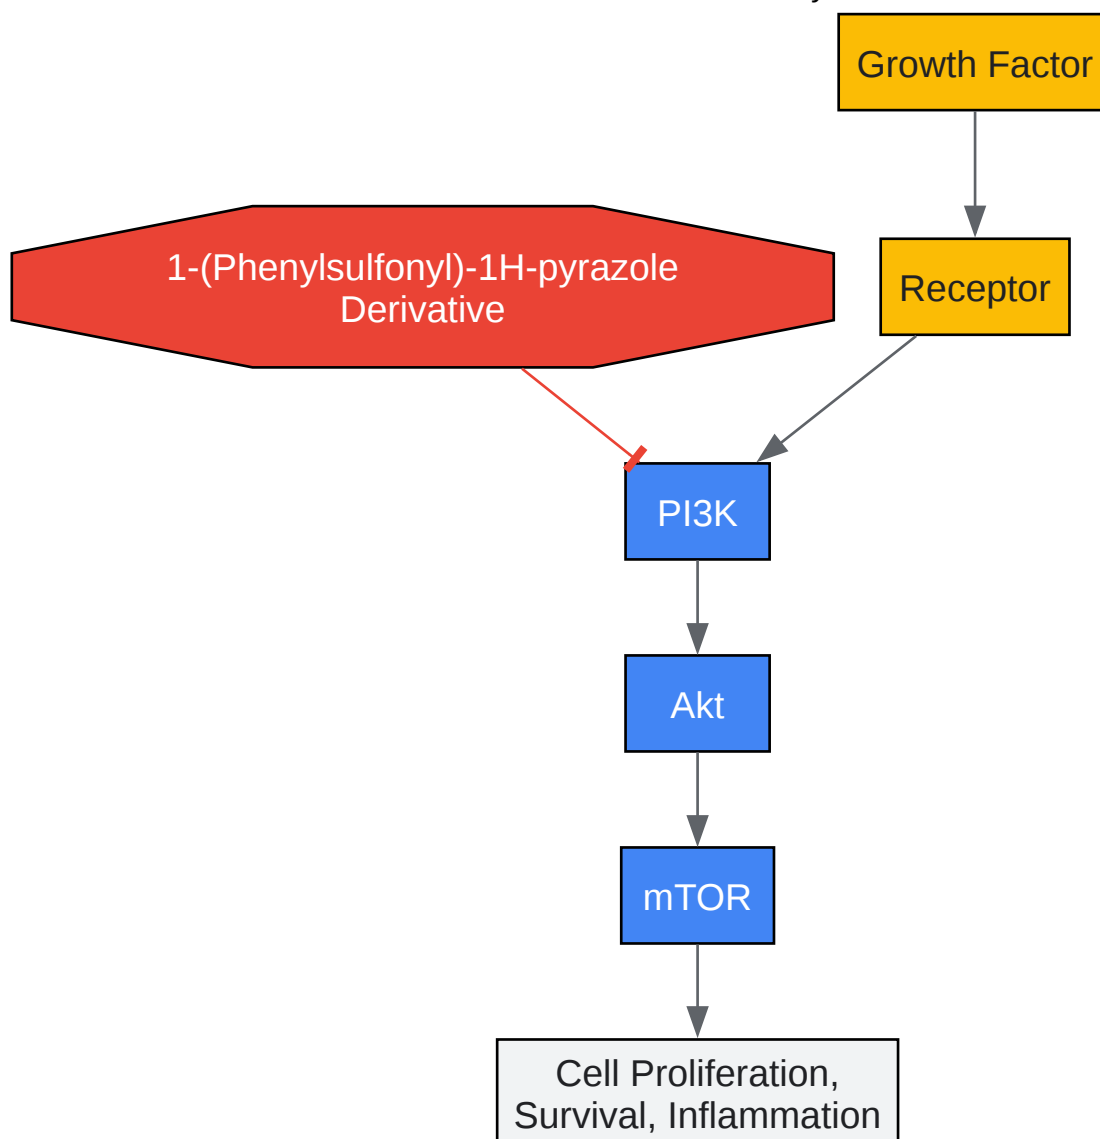 Growth Factor
1-(Phenylsulfonyl)-1H-pyrazole
Derivative
Receptor
PI3K
Akt
mTOR
Cell Proliferation,
Survival, Inflammation